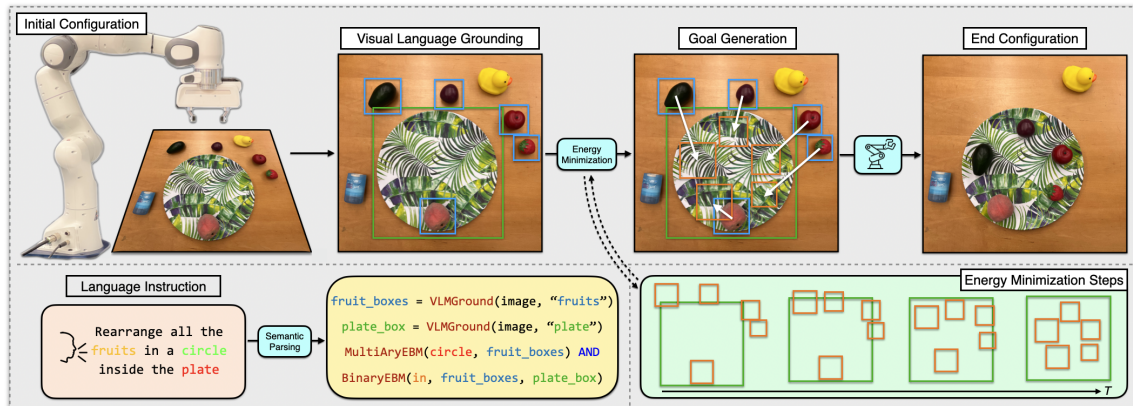 Initial Configuration
Visual Language Grounding
Goal Generation
End Configuration
Energy
Minimization
Language Instruction
Rearrange all the
fruits in a circle
inside the plate
Semantic
Parsing
fruit_boxes = VLMGround(image, “fruits”)
plate_box = VLMGround(image, “plate”)
MultiAryEBM(circle, fruit_boxes) AND
BinaryEBM(in, fruit_boxes, plate_box)
Energy Minimization Steps
T